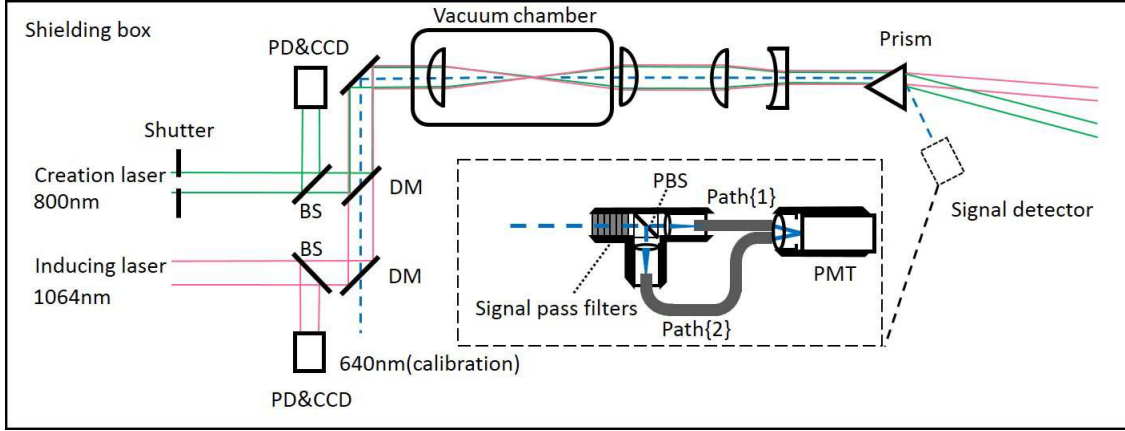 Shielding box
Vacuum chamber
PD&CCD
Prism
Shutter
Creation laser
800nm
BS
DM
BS
Inducing laser
1064nm
DM
PBS
Path{1}
Signal detector
Signal pass filters
PMT
Path{2}
640nm(calibration)
PD&CCD